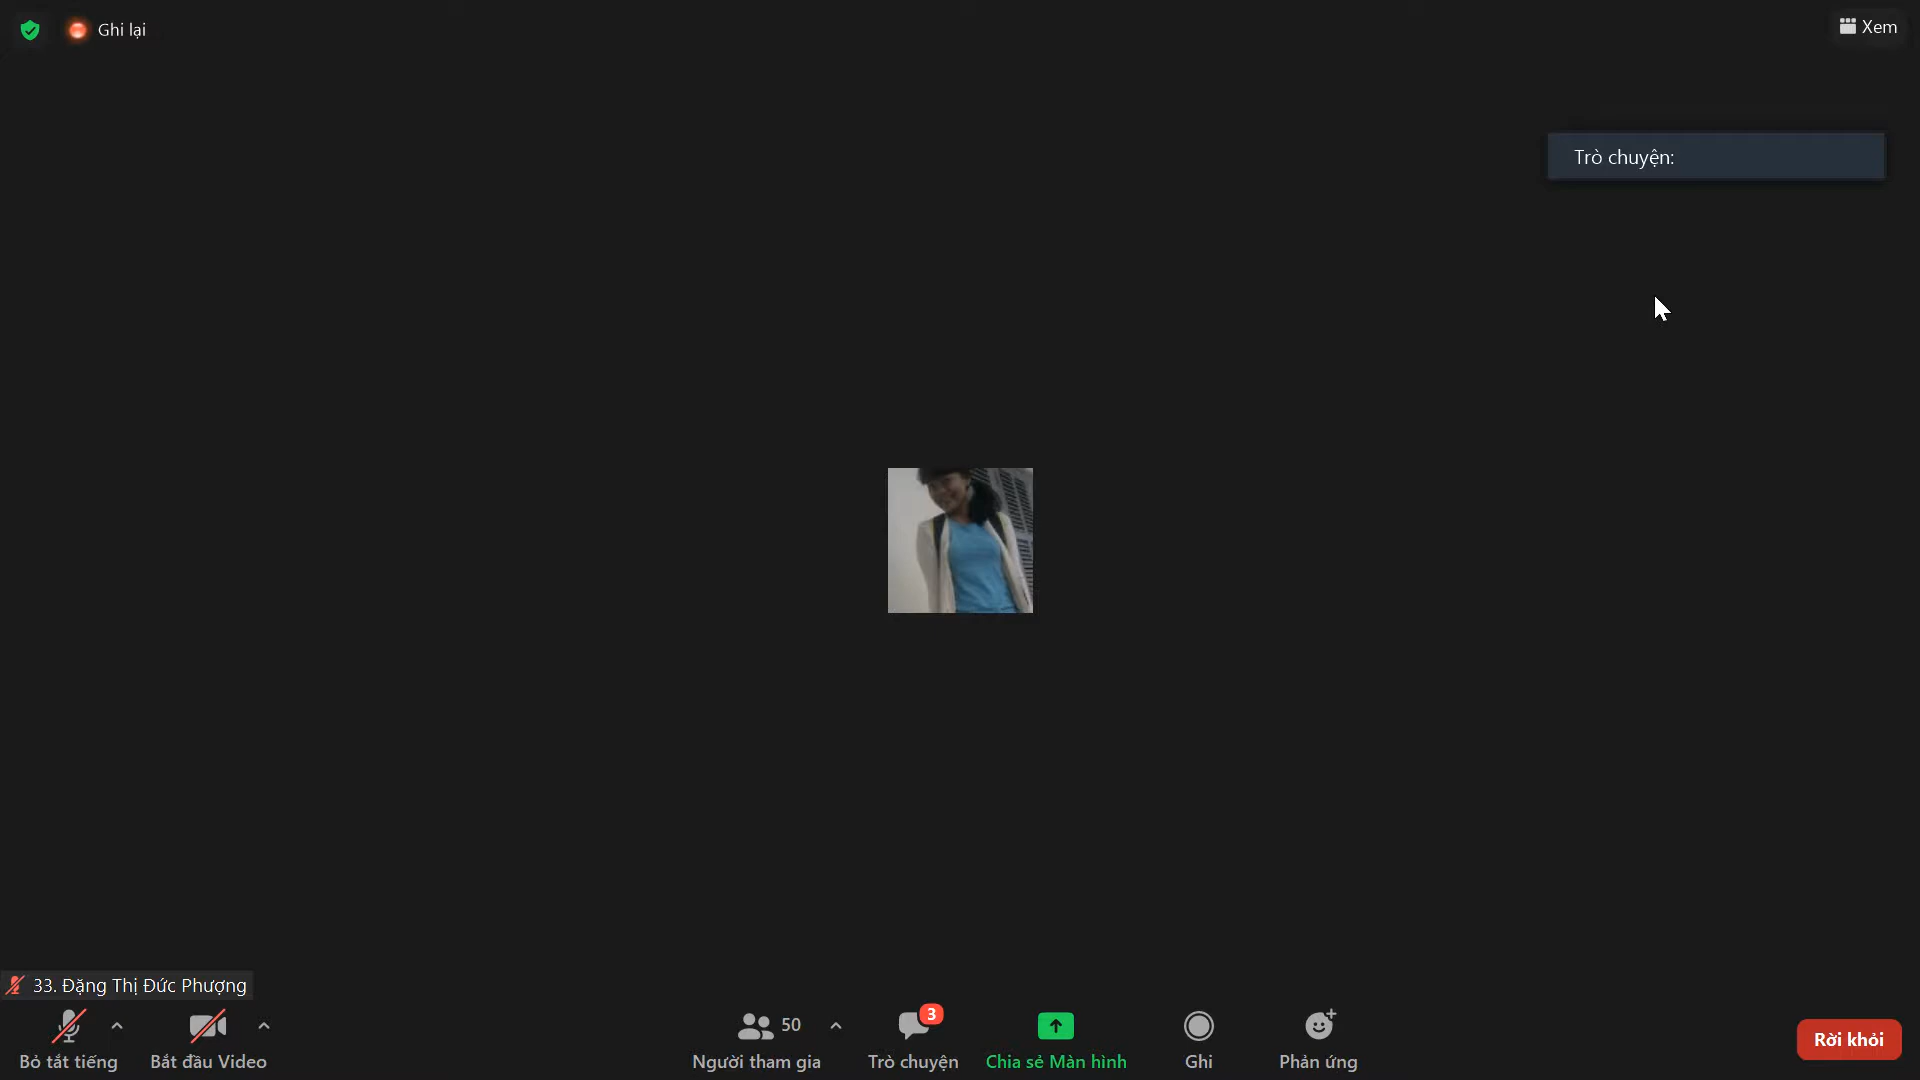 Ghi lại
Xem
Trò chuyện:
33. Đặng Thị Đức Phượng
Bỏ tắt tiếng
Bắt đầu Video
50
Người tham gia
3
Trò chuyện
Chia sẻ Màn hình
Ghi
Phản ứng
Rời khỏi